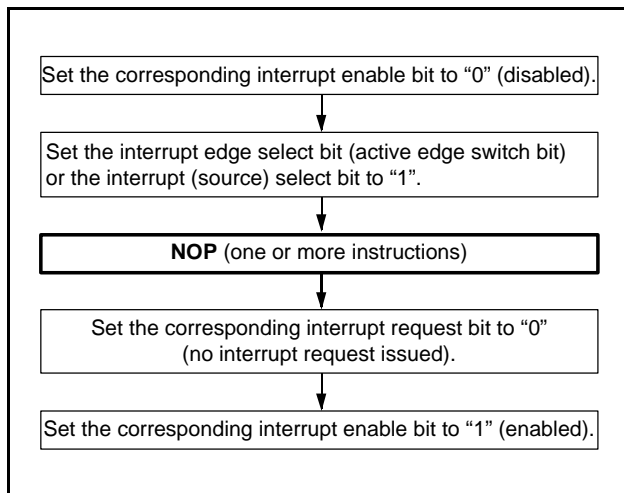 Set the corresponding interrupt enable bit to “0” (disabled).
Set the interrupt edge select bit (active edge switch bit)
or the interrupt (source) select bit to “1”.
NOP (one or more instructions)
Set the corresponding interrupt request bit to “0”
(no interrupt request issued).
Set the corresponding interrupt enable bit to “1” (enabled).